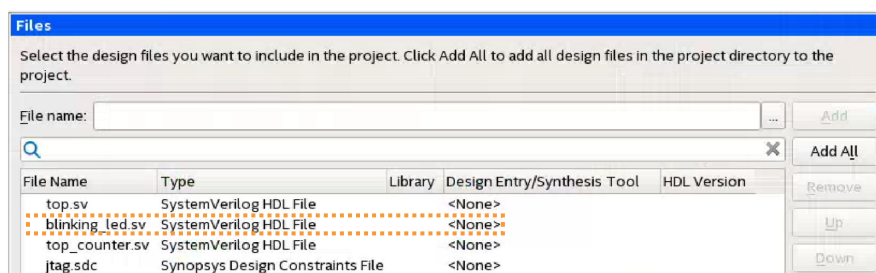 Files
Select the design files you want to include in the project. Click Add All to add all design files in the project directory to the
project.
File name: ... Add
Add All
File Name Type Library Design Entry/Synthesis Tool HDL Version Remove
top.sv SystemVerilog HDL File <None>
blinking_led.sv SystemVerilog HDL File <None> Up
top_counter.sv SystemVerilog HDL File <None>
jtag.sdc Synopsys Design Constraints File <None> Down